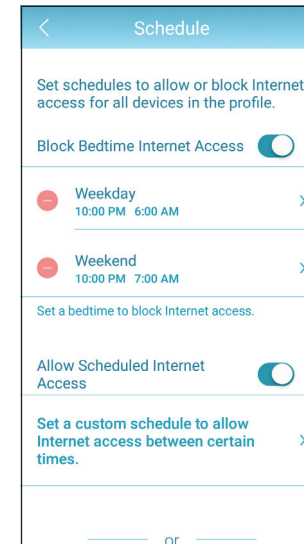 Schedule
Set schedules to allow or block Internet
access for all devices in the profile.
Block Bedtime Internet Access
Weekday
10:00 PM 6:00 AM
Weekend
10:00 PM 7:00 AM
Set a bedtime to block Internet access.
Allow Scheduled Internet
Access
Set a custom schedule to allow
Internet access between certain
times.
or